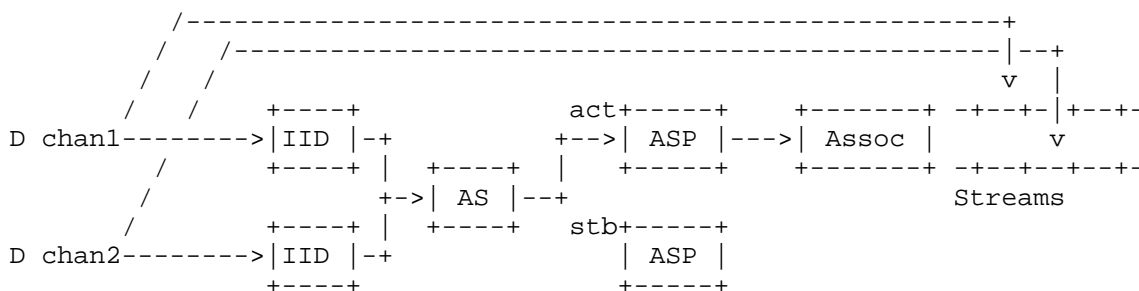 act
D chan1 IID ASP Assoc
AS Streams
stb
D chan2 IID ASP